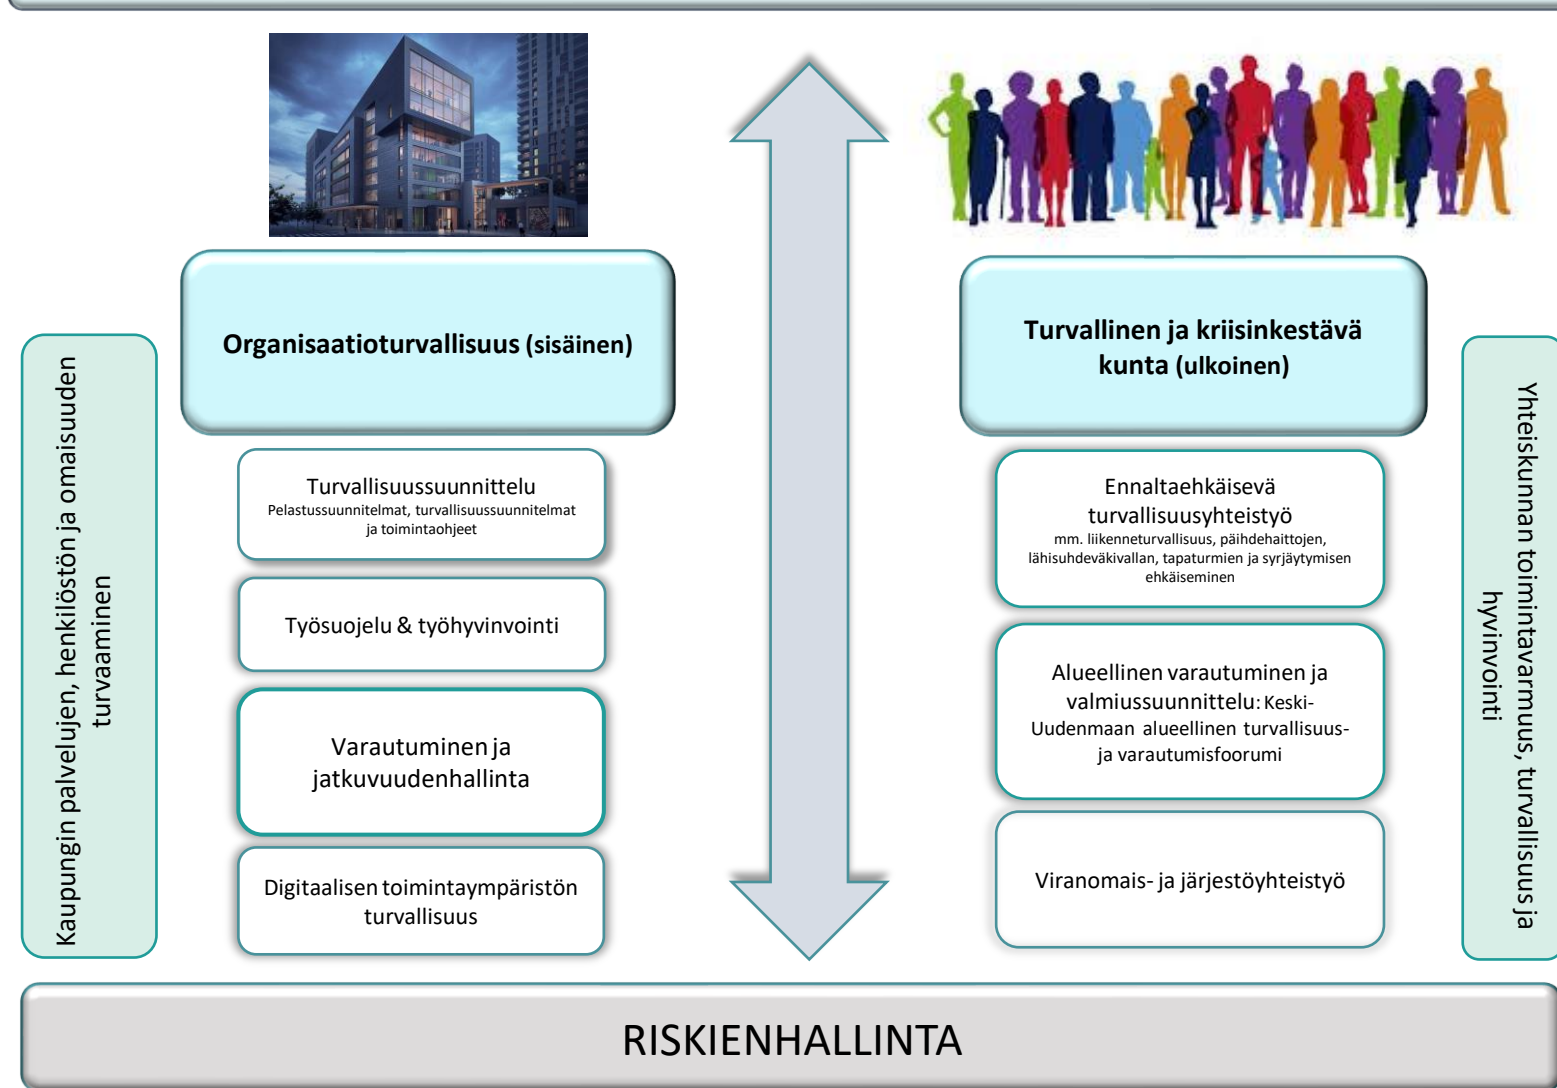 Organisaatioturvallisuus (sisäinen)
Kaupungin palvelujen, henkilöstön ja omaisuuden
turvaaminen
Turvallisuussuunnittelu
Pelastussuunnitelmat, turvallisuussuunnitelmat
ja toimintaohjeet
Työsuojelu & työhyvinvointi
Varautuminen ja
jatkuvuudenhallinta
Digitaalisen toimintaympäristön
turvallisuus
Turvallinen ja kriisinkestävä
kunta (ulkoinen)
Ennaltaehkäisevä
turvallisuusyhteistyö
mm. liikenneturvallisuus, päihdehaittojen,
lähisuhdeväkivallan, tapaturmien ja syrjäytymisen
ehkäiseminen
Alueellinen varautuminen ja
valmiussuunnittelu: Keski-
Uudenmaan alueellinen turvallisuus-
ja varautumisfoorumi
Viranomais- ja järjestöyhteistyö
Yhteiskunnan toimintavarmuus, turvallisuus ja
hyvinvointi
RISKIENHALLINTA